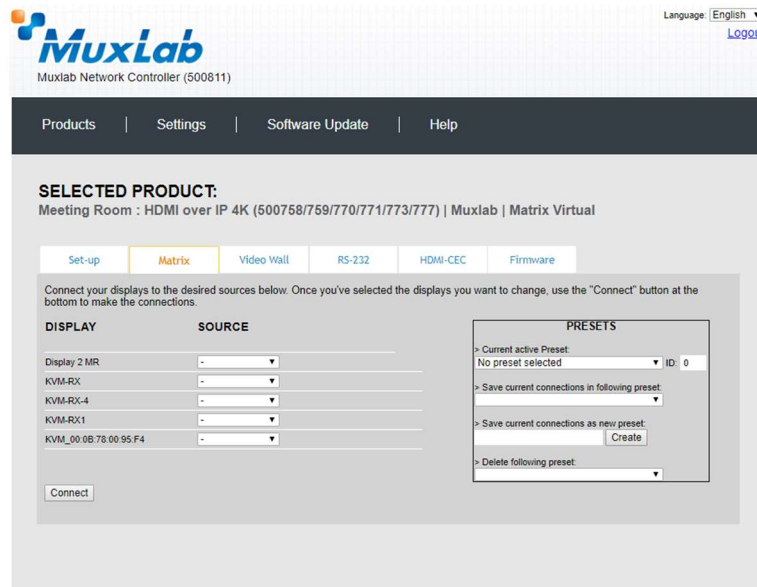 Language: English
Logou
MuxLab
Muxlab Network Controller (500811)
Products | Settings | Software Update | Help
SELECTED PRODUCT:
Meeting Room : HDMI over IP 4K (500758/759/770/771/773/777) | Muxlab | Matrix Virtual
Set-up Matrix Video Wall RS-232 HDMI-CEC Firmware
Connect your displays to the desired sources below. Once you've selected the displays you want to change, use the "Connect" button at the
bottom to make the connections.
DISPLAY SOURCE
Display 2 MR -
KVM-RX -
KVM-RX-4 -
KVM-RX1 -
KVM_00:0B:78:00:95:F4 -
Connect
PRESETS
> Current active Preset:
No preset selected ID: 0
> Save current connections in following preset:
> Save current connections as new preset:
Create
> Delete following preset: